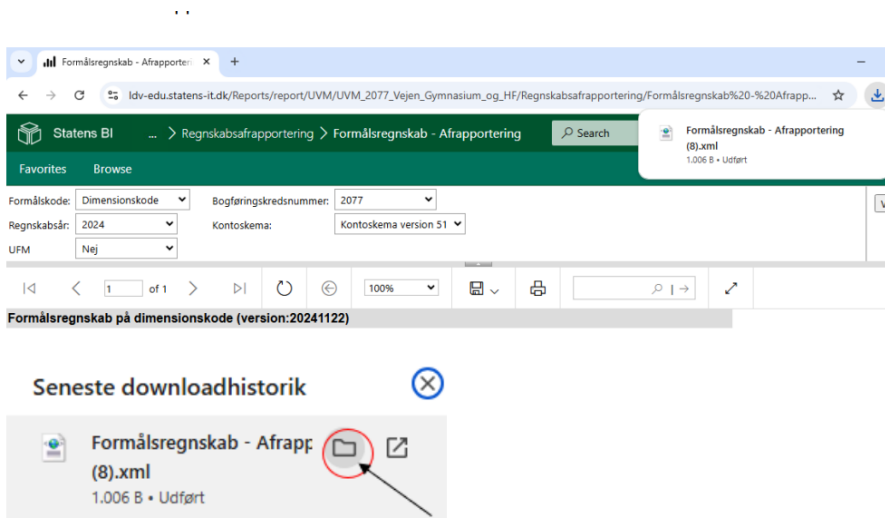 Formålsregnskab - Afrapporteri
ldv-edu.statens-it.dk/Reports/report/UVM/UVM_2077_Vejen_Gymnasium_og_HF/Regnskabsafrapportering/Formålsregnskab%20-%20Afrapp...
Statens BI ... > Regnskabsafrapportering > Formålsregnskab - Afrapportering Search
Formålsregnskab - Afrapportering
(8).xml
1.006 B • Udført
Favorites Browse
Formålskode: Dimensionskode Bogføringskredsnummer: 2077
Regnskabsår: 2024 Kontoskema: Kontoskema version 51
UFM Nej
1 of 1 100%
Formålsregnskab på dimensionskode (version:20241122)
Seneste downloadhistorik
Formålsregnskab - Afrapp
(8).xml
1.006 B • Udført